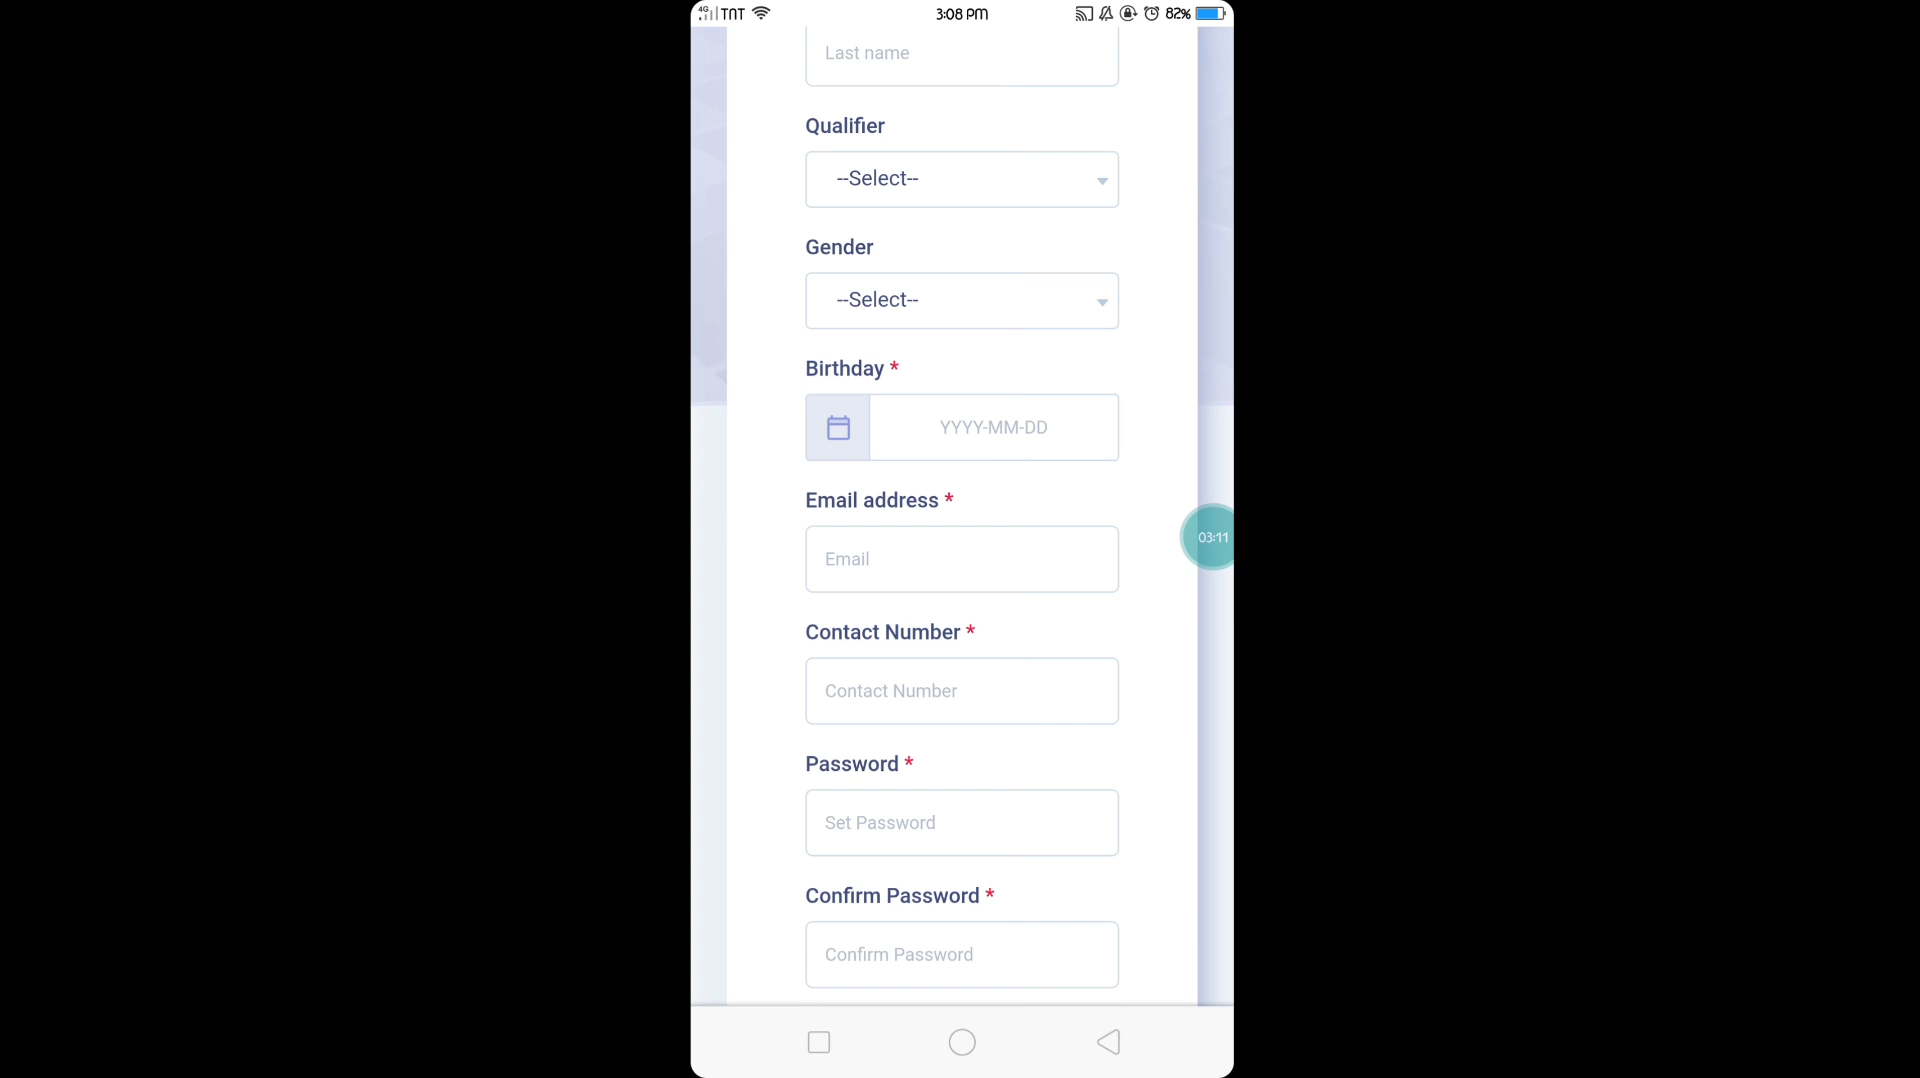 4G TNT 3:08 PM 82%
Last name
Qualifier
--Select--
Gender
--Select--
Birthday *
YYYY-MM-DD
Email address *
Email
03:11
Contact Number *
Contact Number
Password *
Set Password
Confirm Password *
Confirm Password